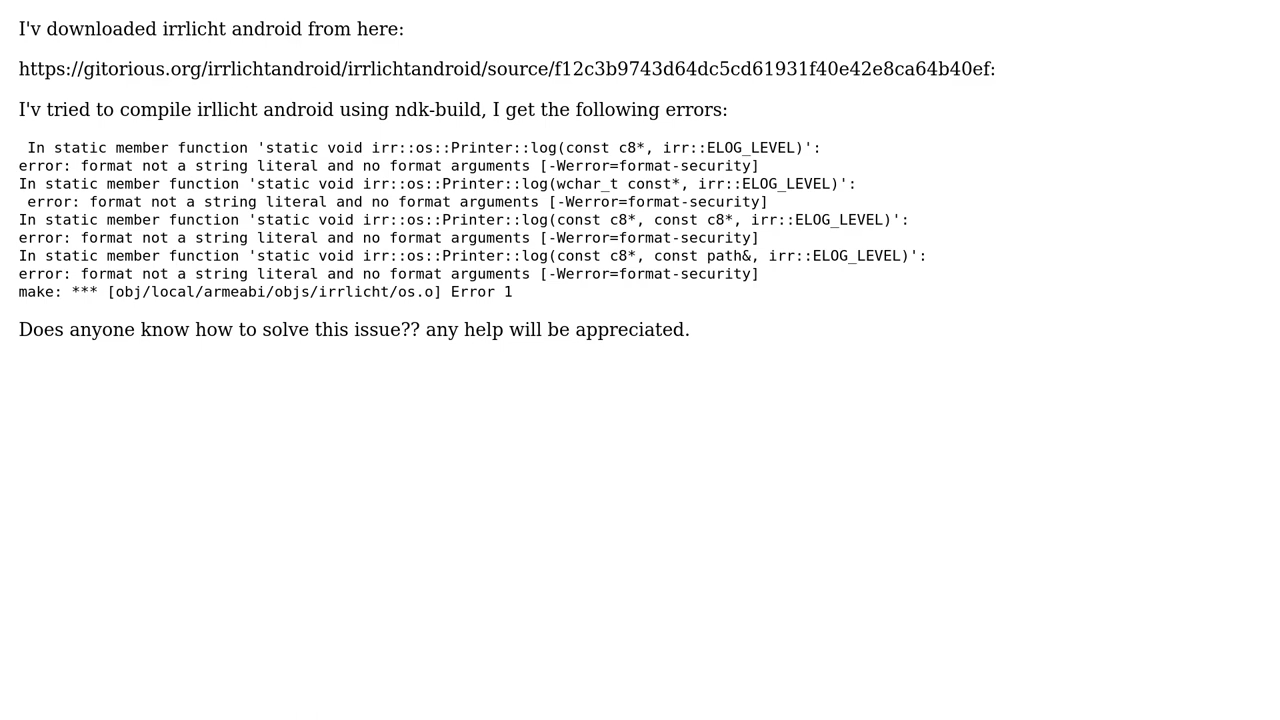 I'v downloaded irrlicht android from here:
https://gitorious.org/irrlichtandroid/irrlichtandroid/source/f12c3b9743d64dc5cd61931f40e42e8ca64b40ef:
I'v tried to compile irllicht android using ndk-build, I get the following errors:
 In static member function 'static void irr::os::Printer::log(const c8*, irr::ELOG_LEVEL)':
error: format not a string literal and no format arguments [-Werror=format-security]
In static member function 'static void irr::os::Printer::log(wchar_t const*, irr::ELOG_LEVEL)':
 error: format not a string literal and no format arguments [-Werror=format-security]
In static member function 'static void irr::os::Printer::log(const c8*, const c8*, irr::ELOG_LEVEL)':
error: format not a string literal and no format arguments [-Werror=format-security]
In static member function 'static void irr::os::Printer::log(const c8*, const path&, irr::ELOG_LEVEL)':
error: format not a string literal and no format arguments [-Werror=format-security]
make: *** [obj/local/armeabi/objs/irrlicht/os.o] Error 1
Does anyone know how to solve this issue?? any help will be appreciated.